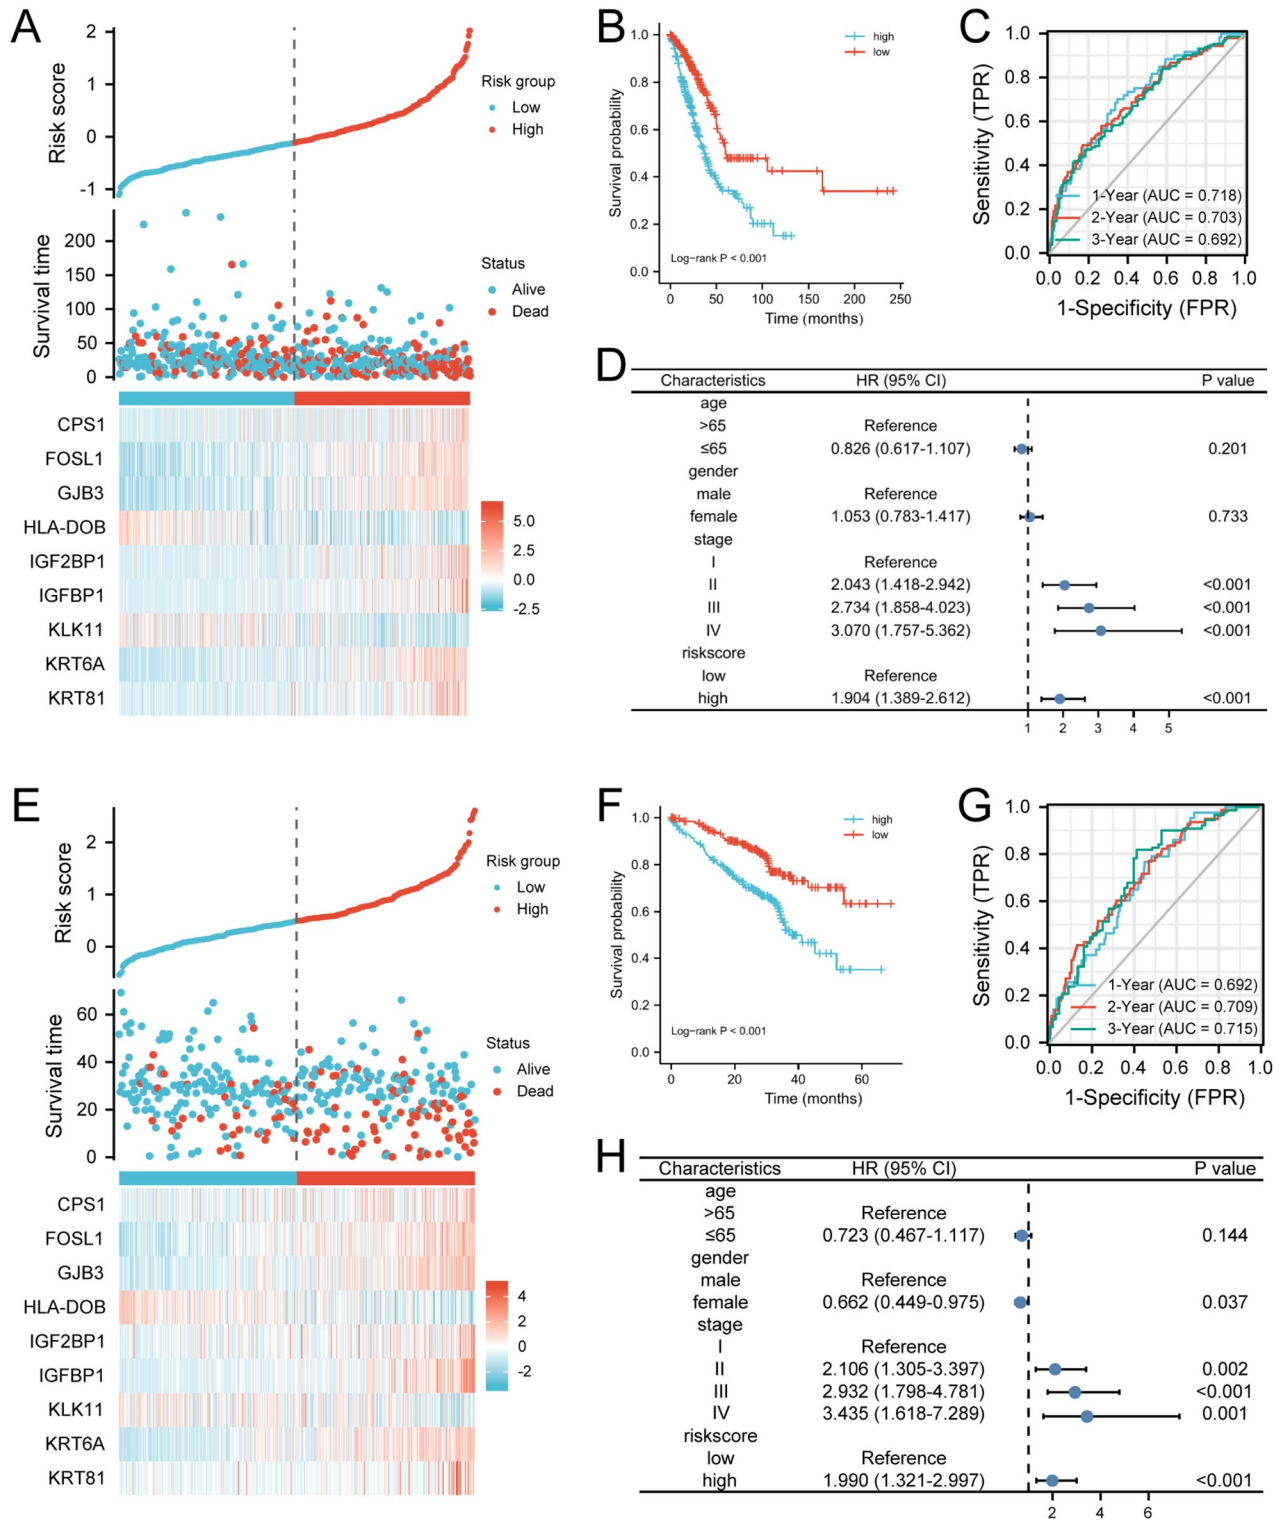 A
2
1
0
-1
Risk score
Risk group
Low
High
200
150
100
50
0
Survival time
Status
Alive
Dead
CPS1
FOSL1
GJB3
HLA-DOB
IGF2BP1
IGFBP1
KLK11
KRT6A
KRT81
5.0
2.5
0.0
-2.5
B
high
low
1.0
0.8
0.6
0.4
0.2
0.0
Survival probability
Log-rank P < 0.001
0 50 100 150 200 250
Time (months)
C
1.0
0.8
0.6
0.4
0.2
0.0
Sensitivity (TPR)
1-Year (AUC = 0.718)
2-Year (AUC = 0.703)
3-Year (AUC = 0.692)
0.0 0.2 0.4 0.6 0.8 1.0
1-Specificity (FPR)
D
Characteristics HR (95% CI) P value
age
>65 Reference
≤65 0.826 (0.617-1.107) 0.201
gender
male Reference
female 1.053 (0.783-1.417) 0.733
stage
I Reference
II 2.043 (1.418-2.942) <0.001
III 2.734 (1.858-4.023) <0.001
IV 3.070 (1.757-5.362) <0.001
riskscore
low Reference
high 1.904 (1.389-2.612) <0.001
1 2 3 4 5
E
2
1
0
Risk score
Risk group
Low
High
60
40
20
0
Survival time
Status
Alive
Dead
CPS1
FOSL1
GJB3
HLA-DOB
IGF2BP1
IGFBP1
KLK11
KRT6A
KRT81
4
2
0
-2
F
high
low
1.0
0.8
0.6
0.4
0.2
0.0
Survival probability
Log-rank P < 0.001
0 20 40 60
Time (months)
G
1.0
0.8
0.6
0.4
0.2
0.0
Sensitivity (TPR)
1-Year (AUC = 0.692)
2-Year (AUC = 0.709)
3-Year (AUC = 0.715)
0.0 0.2 0.4 0.6 0.8 1.0
1-Specificity (FPR)
H
Characteristics HR (95% CI) P value
age
>65 Reference
≤65 0.723 (0.467-1.117) 0.144
gender
male Reference
female 0.662 (0.449-0.975) 0.037
stage
I Reference
II 2.106 (1.305-3.397) 0.002
III 2.932 (1.798-4.781) <0.001
IV 3.435 (1.618-7.289) 0.001
riskscore
low Reference
high 1.990 (1.321-2.997) <0.001
2 4 6